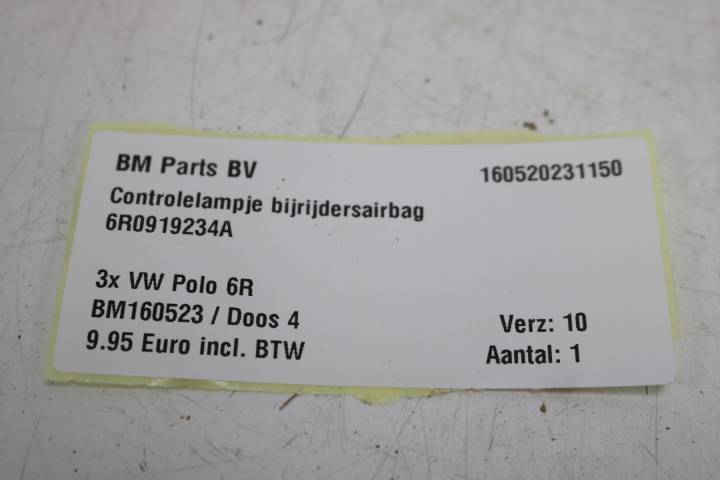 BM Parts BV 160520231150
Controlelampje bijrijdersairbag
6R0919234A
3x VW Polo 6R
BM160523 / Doos 4 Verz: 10
9.95 Euro incl. BTW Aantal: 1